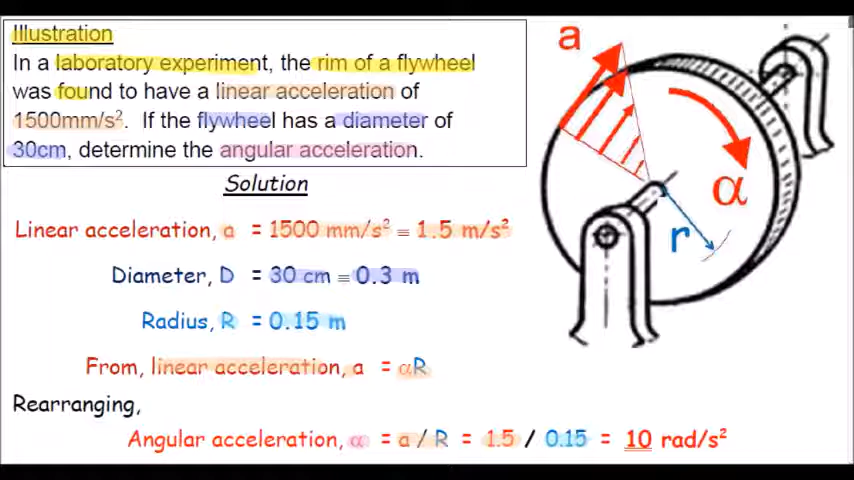 Illustration
In a laboratory experiment, the rim of a flywheel
was found to have a linear acceleration of
1500mm/s². If the flywheel has a diameter of
30cm, determine the angular acceleration.
Solution
Linear acceleration, a = 1500 mm/s² ≡ 1.5 m/s²
Diameter, D = 30 cm ≡ 0.3 m
Radius, R = 0.15 m
From, linear acceleration, a = αR
Rearranging,
Angular acceleration, α = a / R = 1.5 / 0.15 = 10 rad/s²
a
α
r